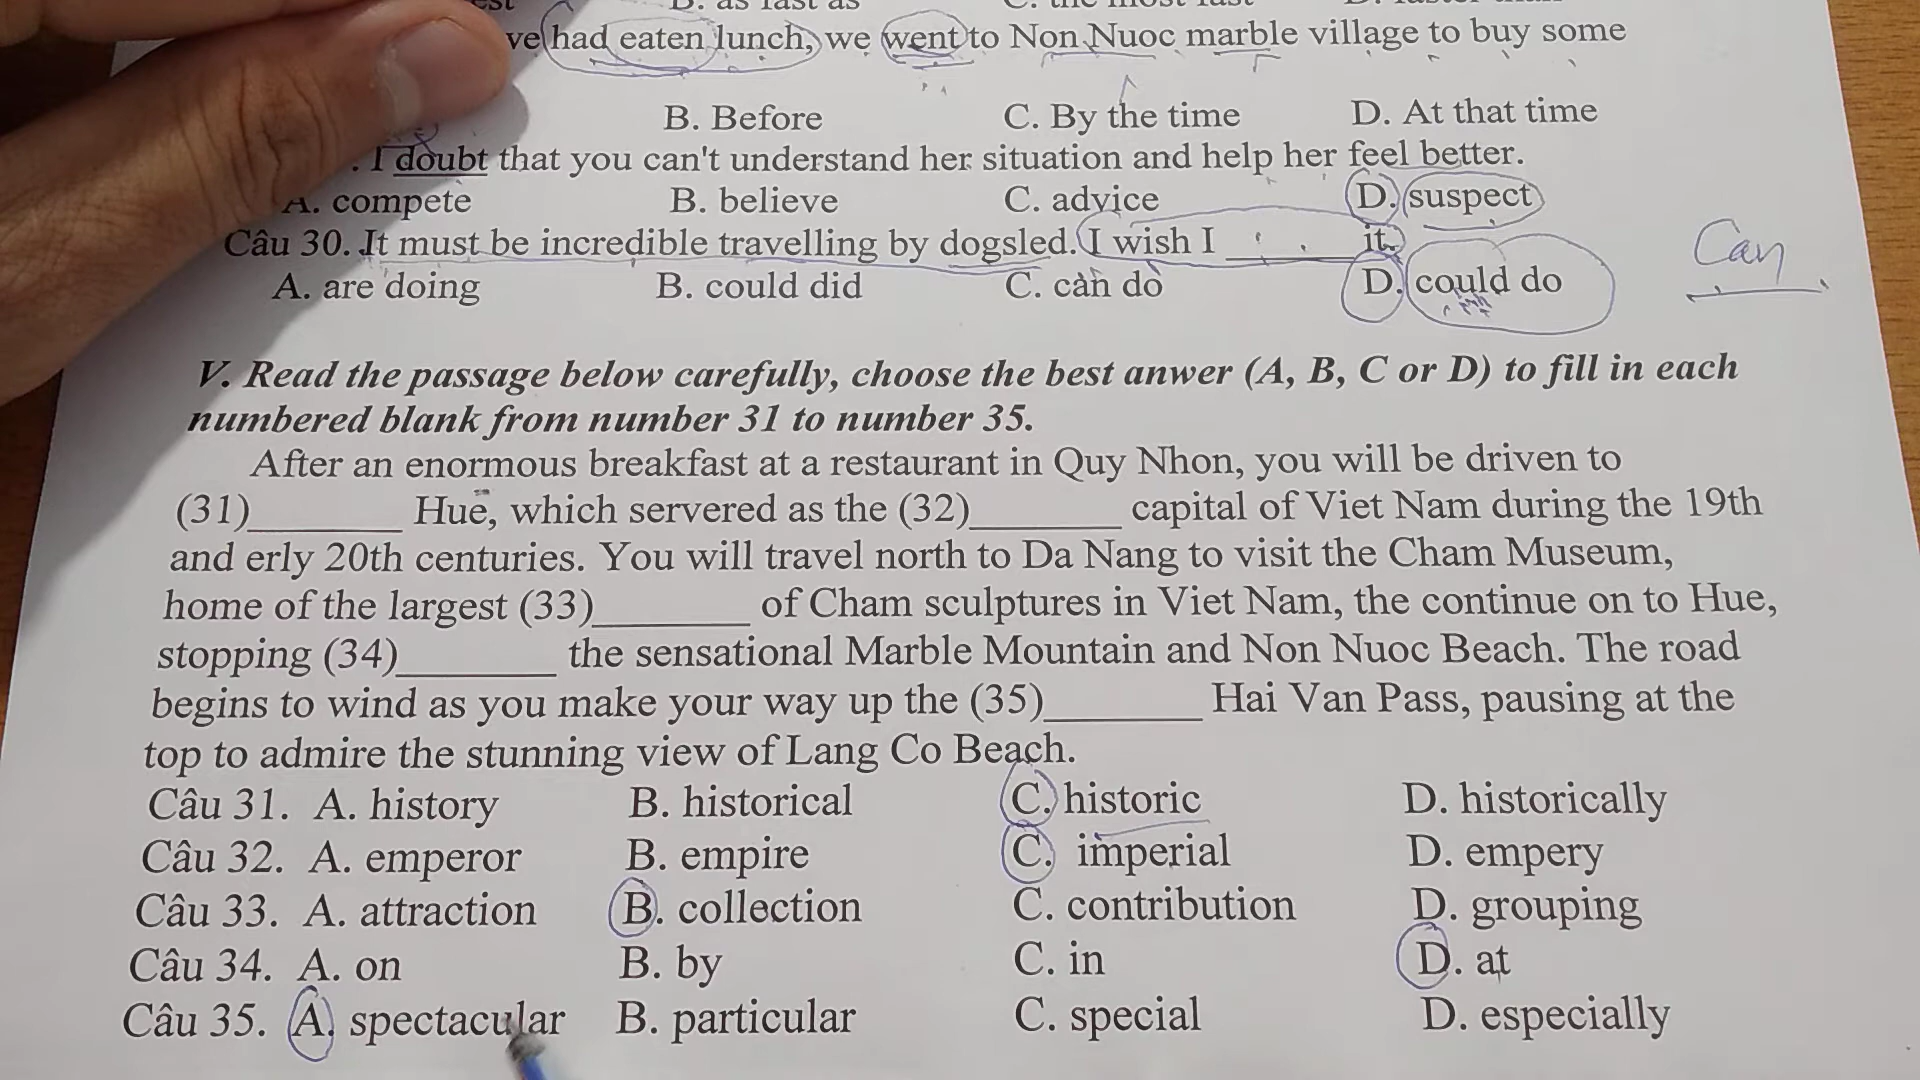 B. as fast as C. the most fast
ve had eaten lunch, we went to Non Nuoc marble village to buy some
B. Before C. By the time D. At that time
. I doubt that you can't understand her situation and help her feel better.
A. compete B. believe C. advice D. suspect
Câu 30. It must be incredible travelling by dogsled. I wish I ________ it.
A. are doing B. could did C. can do D. could do Can
V. Read the passage below carefully, choose the best anwer (A, B, C or D) to fill in each
numbered blank from number 31 to number 35.
After an enormous breakfast at a restaurant in Quy Nhon, you will be driven to
(31)________ Hue, which servered as the (32)________ capital of Viet Nam during the 19th
and erly 20th centuries. You will travel north to Da Nang to visit the Cham Museum,
home of the largest (33)________ of Cham sculptures in Viet Nam, the continue on to Hue,
stopping (34)________ the sensational Marble Mountain and Non Nuoc Beach. The road
begins to wind as you make your way up the (35)________ Hai Van Pass, pausing at the
top to admire the stunning view of Lang Co Beach.
Câu 31. A. history B. historical C. historic D. historically
Câu 32. A. emperor B. empire C. imperial D. empery
Câu 33. A. attraction B. collection C. contribution D. grouping
Câu 34. A. on B. by C. in D. at
Câu 35. A. spectacular B. particular C. special D. especially